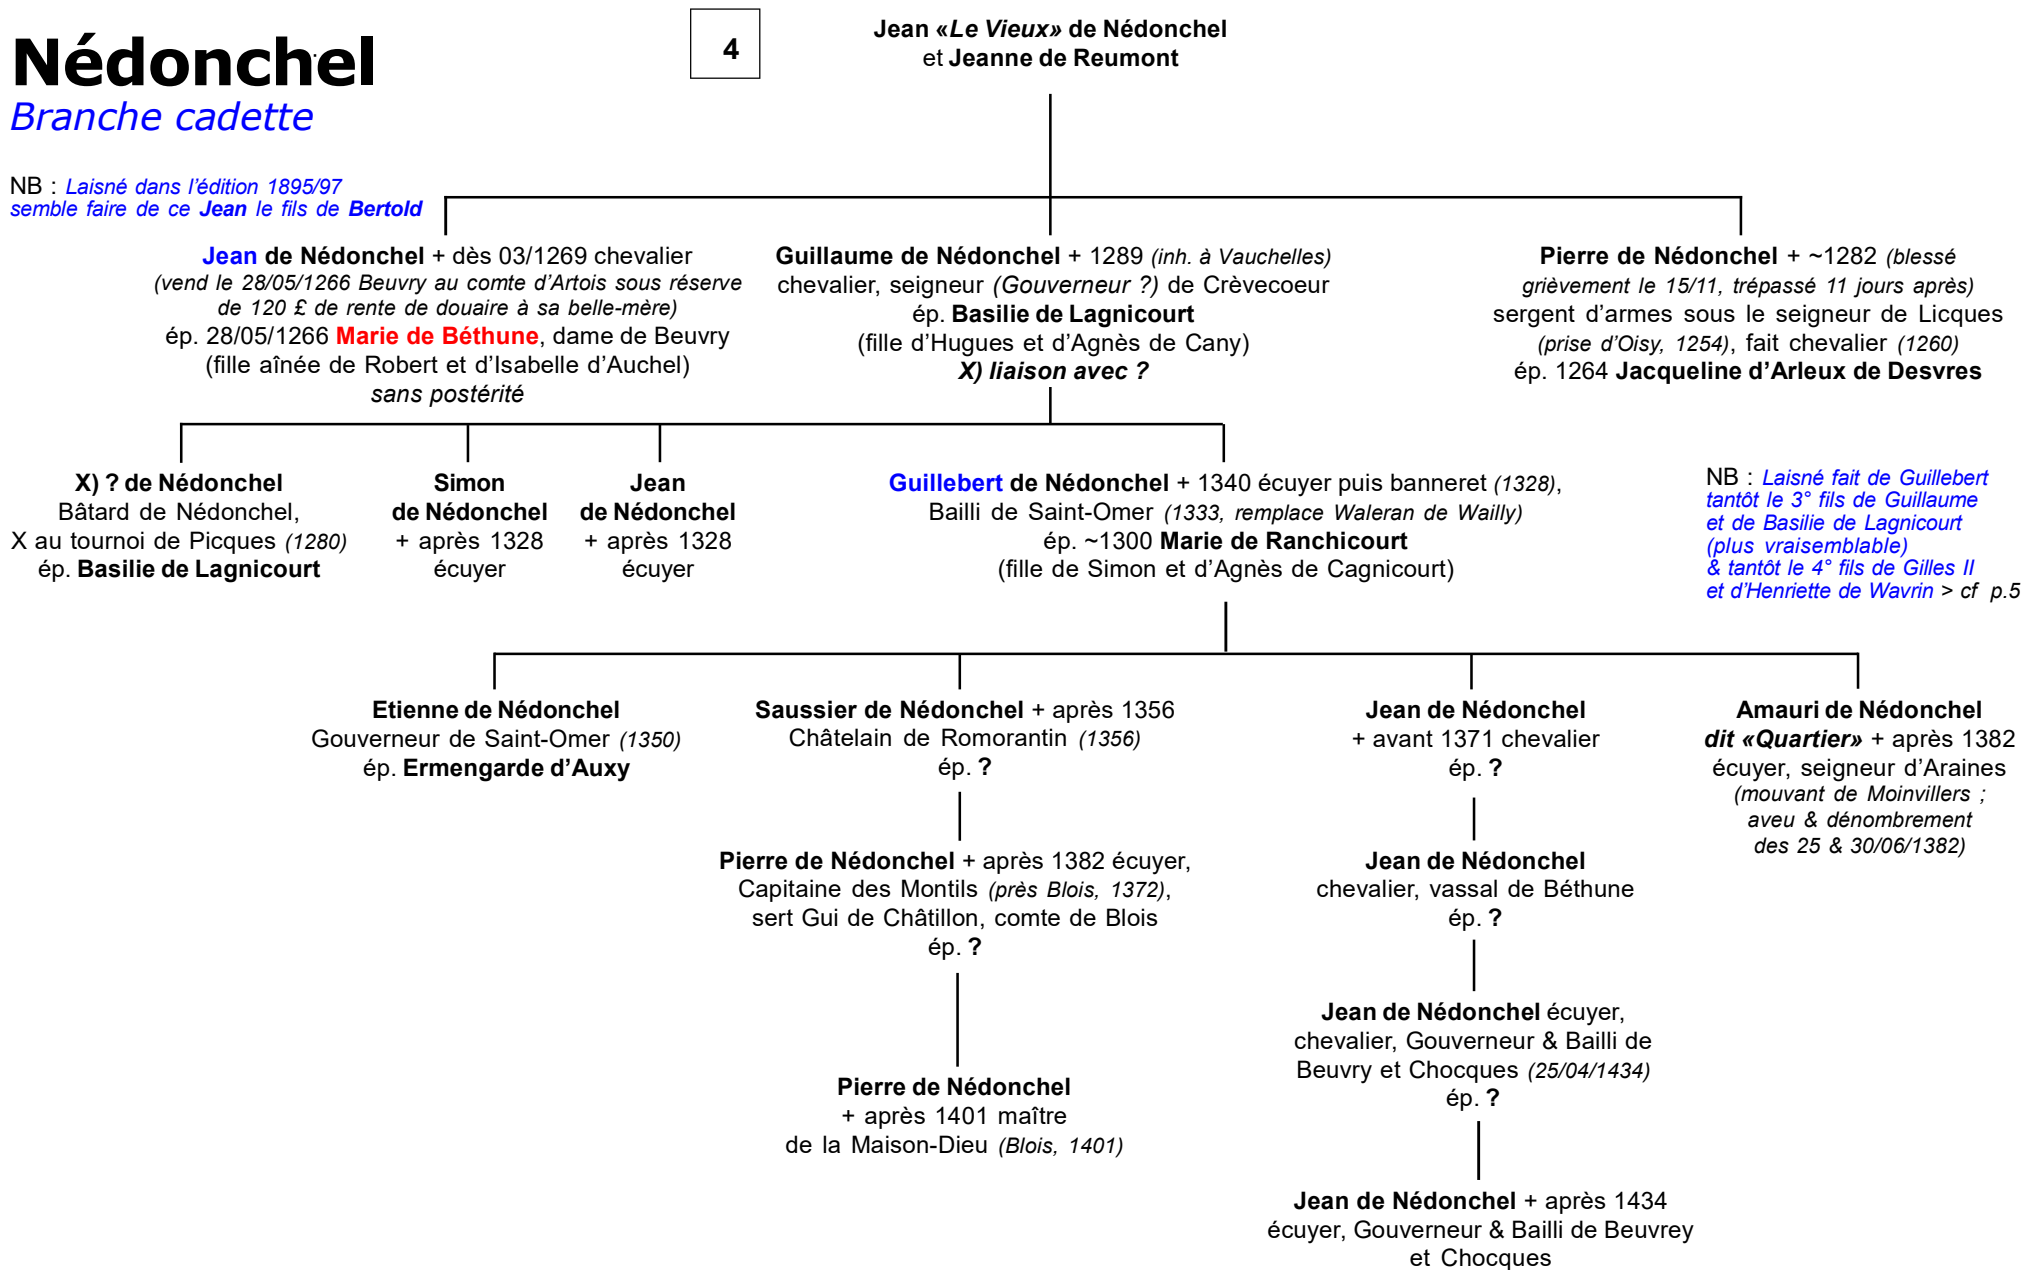 Nédonchel
Branche cadette
4
Jean «Le Vieux» de Nédonchel
et Jeanne de Reumont
NB : Laisné dans l'édition 1895/97
semble faire de ce Jean le fils de Bertold
Jean de Nédonchel + dès 03/1269 chevalier
(vend le 28/05/1266 Beuvry au comte d'Artois sous réserve
de 120 £ de rente de douaire à sa belle-mère)
ép. 28/05/1266 Marie de Béthune, dame de Beuvry
(fille aînée de Robert et d'Isabelle d'Auchel)
sans postérité
Guillaume de Nédonchel + 1289 (inh. à Vauchelles)
chevalier, seigneur (Gouverneur ?) de Crèvecoeur
ép. Basilie de Lagnicourt
(fille d'Hugues et d'Agnès de Cany)
X) liaison avec ?
Pierre de Nédonchel + ~1282 (blessé
grièvement le 15/11, trépassé 11 jours après)
sergent d'armes sous le seigneur de Licques
(prise d'Oisy, 1254), fait chevalier (1260)
ép. 1264 Jacqueline d'Arleux de Desvres
X) ? de Nédonchel
Bâtard de Nédonchel,
X au tournoi de Picques (1280)
ép. Basilie de Lagnicourt
Simon
de Nédonchel
+ après 1328
écuyer
Jean
de Nédonchel
+ après 1328
écuyer
Guillebert de Nédonchel + 1340 écuyer puis banneret (1328),
Bailli de Saint-Omer (1333, remplace Waleran de Wailly)
ép. ~1300 Marie de Ranchicourt
(fille de Simon et d'Agnès de Cagnicourt)
NB : Laisné fait de Guillebert
tantôt le 3° fils de Guillaume
et de Basilie de Lagnicourt
(plus vraisemblable)
& tantôt le 4° fils de Gilles II
et d'Henriette de Wavrin > cf p.5
Etienne de Nédonchel
Gouverneur de Saint-Omer (1350)
ép. Ermengarde d'Auxy
Saussier de Nédonchel + après 1356
Châtelain de Romorantin (1356)
ép. ?
Jean de Nédonchel
+ avant 1371 chevalier
ép. ?
Amauri de Nédonchel
dit «Quartier» + après 1382
écuyer, seigneur d'Araines
(mouvant de Moinvillers ;
aveu & dénombrement
des 25 & 30/06/1382)
Pierre de Nédonchel + après 1382 écuyer,
Capitaine des Montils (près Blois, 1372),
sert Gui de Châtillon, comte de Blois
ép. ?
Jean de Nédonchel
chevalier, vassal de Béthune
ép. ?
Jean de Nédonchel écuyer,
chevalier, Gouverneur & Bailli de
Beuvry et Chocques (25/04/1434)
ép. ?
Pierre de Nédonchel
+ après 1401 maître
de la Maison-Dieu (Blois, 1401)
Jean de Nédonchel + après 1434
écuyer, Gouverneur & Bailli de Beuvrey
et Chocques